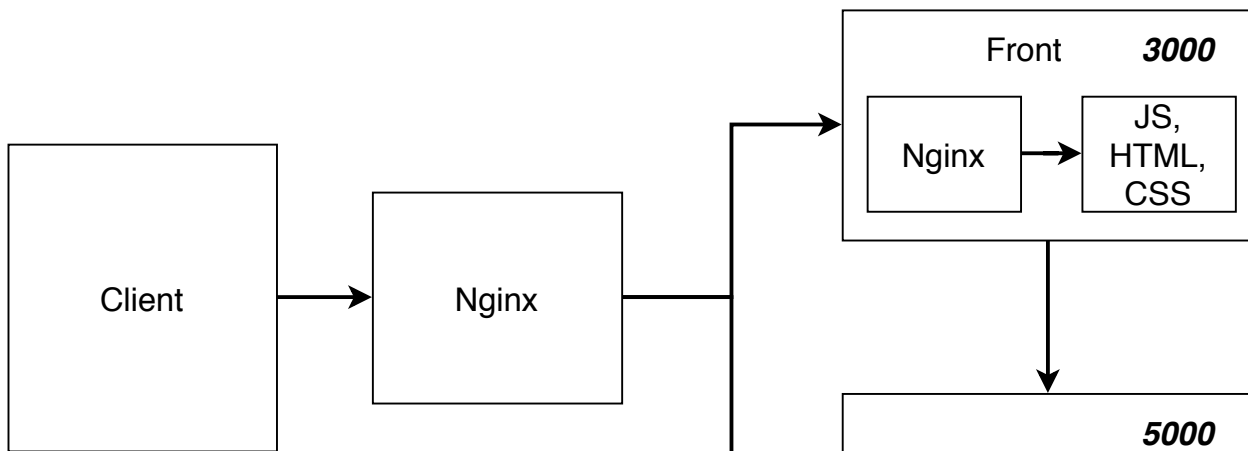 Front 3000
Nginx
JS,
HTML,
CSS
Client
Nginx
5000